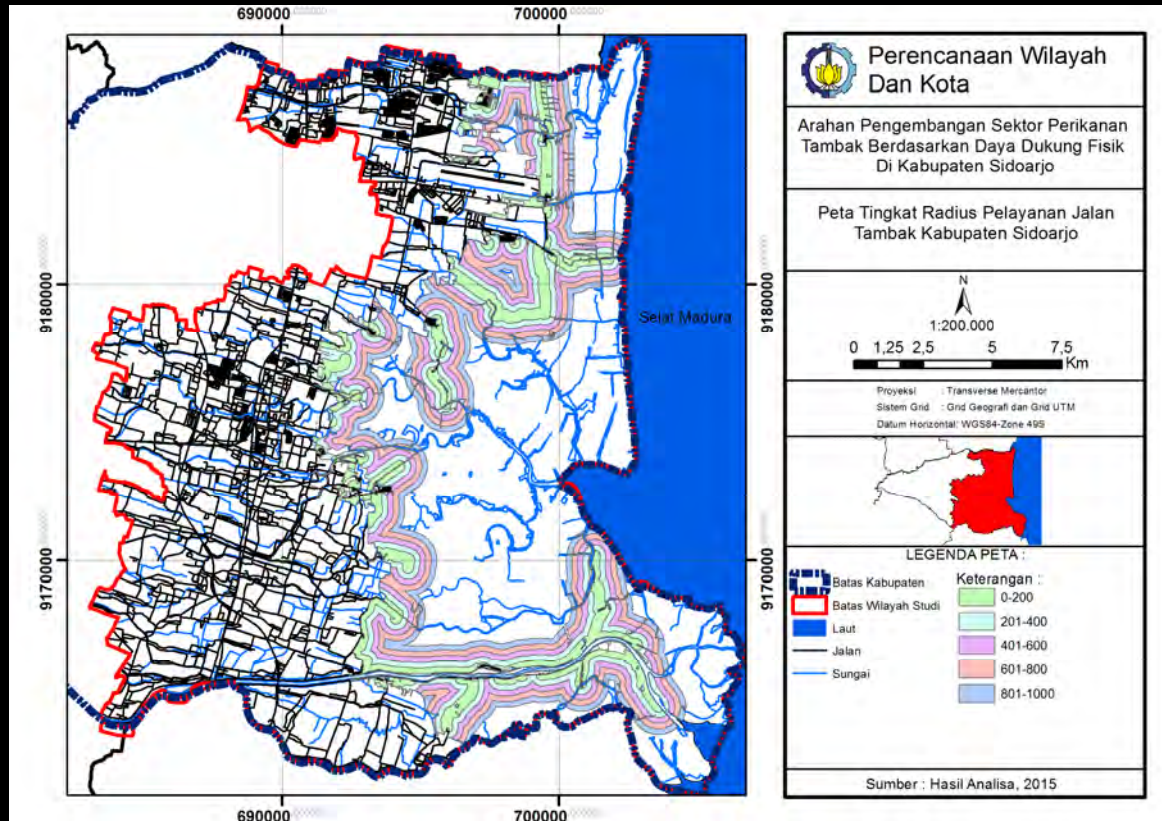 690000
700000
9180000
9170000
Selat Madura
9180000
9170000
690000
700000
Perencanaan Wilayah
Dan Kota
Arahan Pengembangan Sektor Perikanan
Tambak Berdasarkan Daya Dukung Fisik
Di Kabupaten Sidoarjo
Peta Tingkat Radius Pelayanan Jalan
Tambak Kabupaten Sidoarjo
N
1:200.000
0 1,25 2,5 5 7,5
Km
Proyeksi : Transverse Mercantor
Sistem Grid : Grid Geografi dan Grid UTM
Datum Horizontal: WGS84-Zone 49S
LEGENDA PETA :
Batas Kabupaten
Batas Wilayah Studi
Laut
Jalan
Sungai
Keterangan :
0-200
201-400
401-600
601-800
801-1000
Sumber : Hasil Analisa, 2015